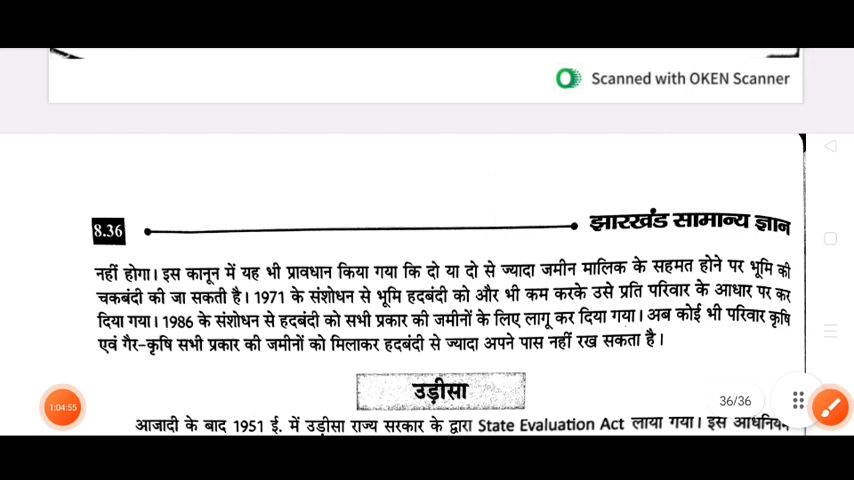 Scanned with OKEN Scanner
8.36
झारखंड सामान्य ज्ञान
नहीं होगा। इस कानून में यह भी प्रावधान किया गया कि दो या दो से ज्यादा जमीन मालिक के सहमत होने पर भूमि की
चकबंदी की जा सकती है। 1971 के संशोधन से भूमि हदबंदी को और भी कम करके उसे प्रति परिवार के आधार पर कर
दिया गया। 1986 के संशोधन से हदबंदी को सभी प्रकार की जमीनों के लिए लागू कर दिया गया। अब कोई भी परिवार कृषि
एवं गैर-कृषि सभी प्रकार की जमीनों को मिलाकर हदबंदी से ज्यादा अपने पास नहीं रख सकता है।
उड़ीसा
36/36
1:04:55
आजादी के बाद 1951 ई. में उड़ीसा राज्य सरकार के द्वारा State Evaluation Act लाया गया। इस